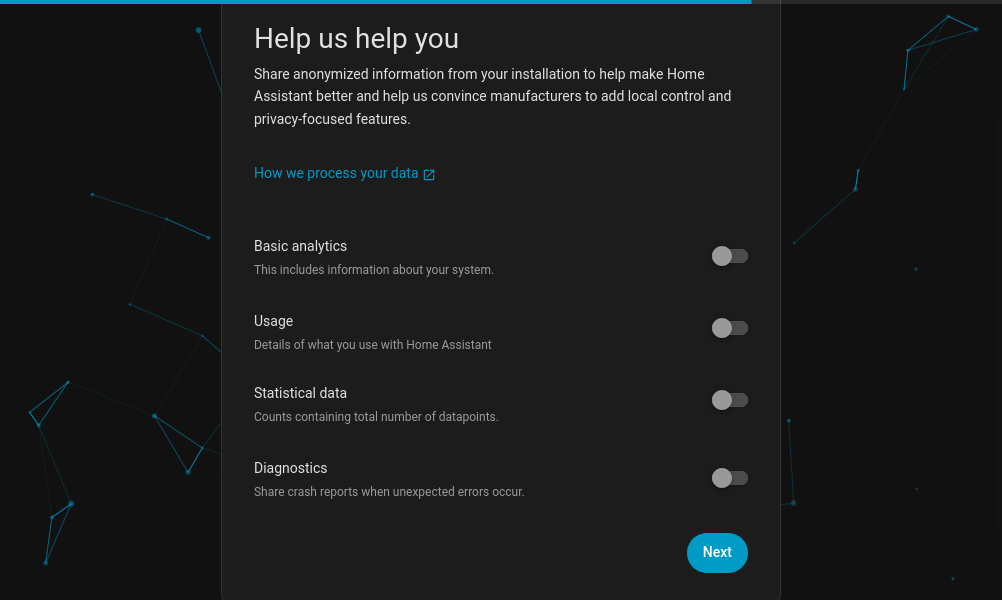 Help us help you
Share anonymized information from your installation to help make Home
Assistant better and help us convince manufacturers to add local control and
privacy-focused features.
How we process your data
Basic analytics
This includes information about your system.
Usage
Details of what you use with Home Assistant
Statistical data
Counts containing total number of datapoints.
Diagnostics
Share crash reports when unexpected errors occur.
Next